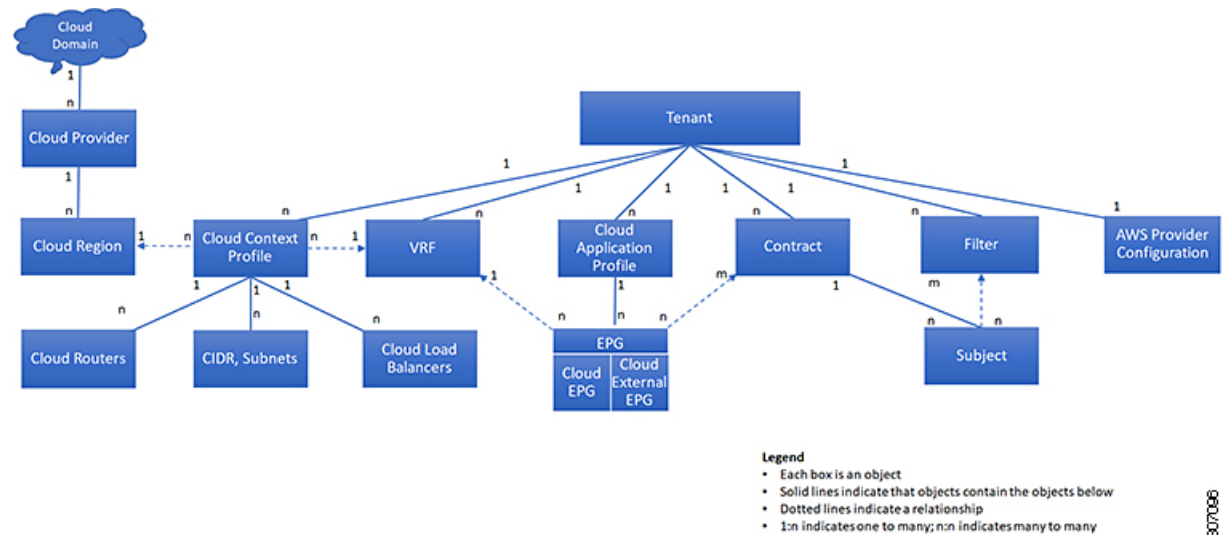 Cloud
Domain
1
n
Cloud Provider
Tenant
1
1
1
1
1
1
1
n
n
n
n
n
n
1
Cloud Region
1
n
Cloud Context
Profile
n
1
VRF
Cloud
Application
Profile
Contract
Filter
AWS Provider
Configuration
1
1
1
1
m
1
m
1
n
n
n
n
n
n
n
n
Cloud Routers
CIDR, Subnets
Cloud Load
Balancers
EPG
Cloud
EPG
Cloud
External
EPG
Subject
Legend
• Each box is an object
• Solid lines indicate that objects contain the objects below
• Dotted lines indicate a relationship
• 1:n indicates one to many; n:n indicates many to many
307096